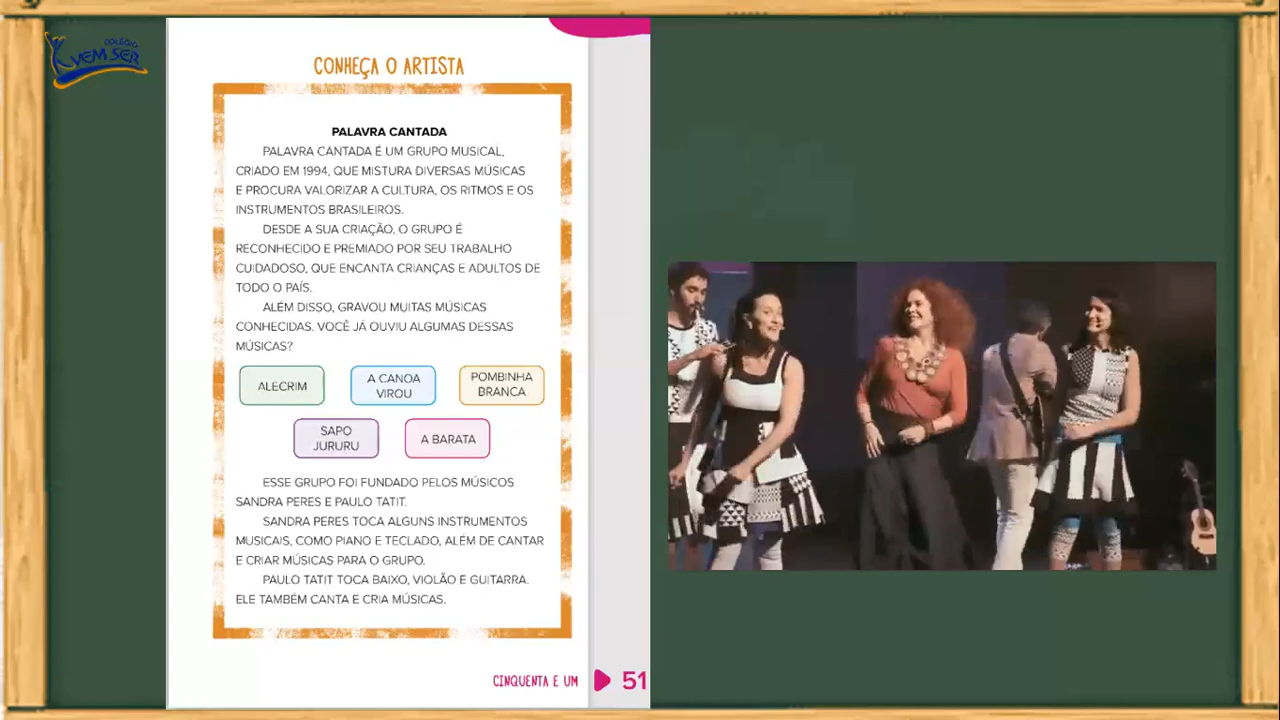 COLÉGIO
VEM SER
CONHEÇA O ARTISTA
PALAVRA CANTADA
PALAVRA CANTADA É UM GRUPO MUSICAL,
CRIADO EM 1994, QUE MISTURA DIVERSAS MÚSICAS
E PROCURA VALORIZAR A CULTURA, OS RITMOS E OS
INSTRUMENTOS BRASILEIROS.
DESDE A SUA CRIAÇÃO, O GRUPO É
RECONHECIDO E PREMIADO POR SEU TRABALHO
CUIDADOSO, QUE ENCANTA CRIANÇAS E ADULTOS DE
TODO O PAÍS.
ALÉM DISSO, GRAVOU MUITAS MÚSICAS
CONHECIDAS. VOCÊ JÁ OUVIU ALGUMAS DESSAS
MÚSICAS?
ALECRIM
A CANOA
VIROU
POMBINHA
BRANCA
SAPO
JURURU
A BARATA
ESSE GRUPO FOI FUNDADO PELOS MÚSICOS
SANDRA PERES E PAULO TATIT.
SANDRA PERES TOCA ALGUNS INSTRUMENTOS
MUSICAIS, COMO PIANO E TECLADO, ALÉM DE CANTAR
E CRIAR MÚSICAS PARA O GRUPO.
PAULO TATIT TOCA BAIXO, VIOLÃO E GUITARRA.
ELE TAMBÉM CANTA E CRIA MÚSICAS.
CINQUENTA E UM 51